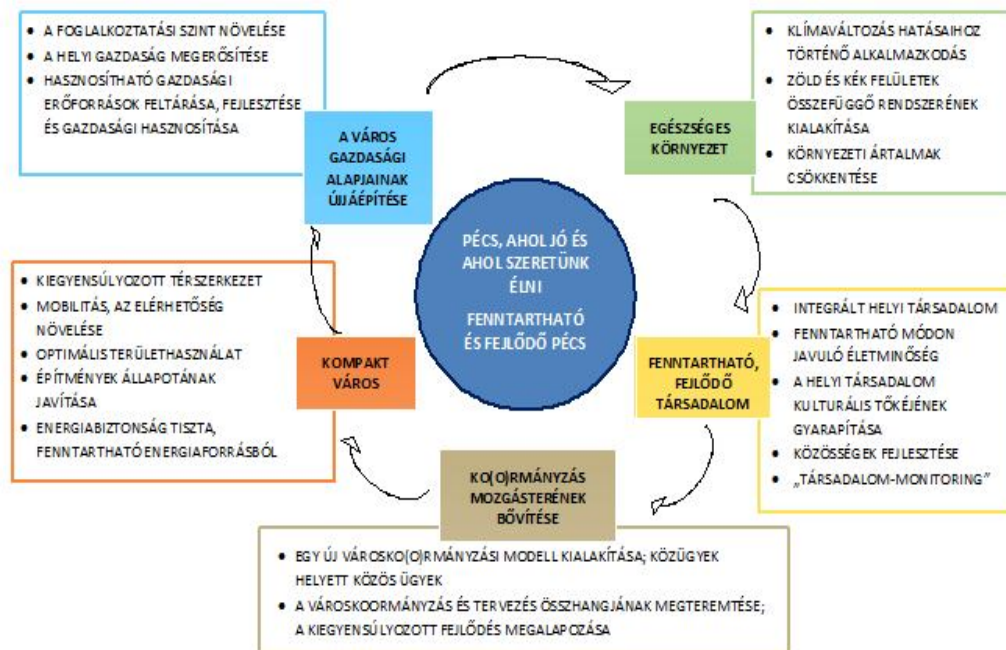 • A FOGLALKOZTATÁSI SZINT NÖVELÉSE
• A HELYI GAZDASÁG MEGERŐSÍTÉSE
• HASZNOSÍTHATÓ GAZDASÁGI
ERŐFORRÁSOK FELTÁRÁSA, FEJLESZTÉSE
ÉS GAZDASÁGI HASZNOSÍTÁSA
A VÁROS
GAZDASÁGI
ALAPJAINAK
ÚJJÁÉPÍTÉSE
• KLÍMAVÁLTOZÁS HATÁSAIHOZ
TÖRTÉNŐ ALKALMAZKODÁS
• ZÖLD ÉS KÉK FELÜLETEK
ÖSSZEFÜGGŐ RENDSZERÉNEK
KIALAKÍTÁSA
• KÖRNYEZETI ÁRTALMAK
CSÖKKENTÉSE
EGÉSZSÉGES
KÖRNYEZET
PÉCS, AHOL JÓ ÉS
AHOL SZERETÜNK
ÉLNI
FENNTARTHATÓ
ÉS FEJLŐDŐ PÉCS
• KIEGYENSÚLYOZOTT TÉRSZERKEZET
• MOBILITÁS, AZ ELÉRHETŐSÉG
NÖVELÉSE
• OPTIMÁLIS TERÜLETHASZNÁLAT
• ÉPÍTMÉNYEK ÁLLAPOTÁNAK
JAVÍTÁSA
• ENERGIABIZTONSÁG TISZTA,
FENNTARTHATÓ ENERGIAFORRÁSBÓL
KOMPAKT
VÁROS
FENNTARTHATÓ,
FEJLŐDŐ
TÁRSADALOM
• INTEGRÁLT HELYI TÁRSADALOM
• FENNTARTHATÓ MÓDON
JAVULÓ ÉLETMINŐSÉG
• A HELYI TÁRSADALOM
KULTURÁLIS TŐKÉJÉNEK
GYARAPÍTÁSA
• KÖZÖSSÉGEK FEJLESZTÉSE
• „TÁRSADALOM-MONITORING”
KO(O)RMÁNYZÁS
MOZGÁSTERÉNEK
BŐVÍTÉSE
• EGY ÚJ VÁROSKO(O)RMÁNYZÁSI MODELL KIALAKÍTÁSA; KÖZÜGYEK
HELYETT KÖZÖS ÜGYEK
• A VÁROSKOORMÁNYZÁS ÉS TERVEZÉS ÖSSZHANGJÁNAK MEGTEREMTÉSE;
A KIEGYENSÚLYOZOTT FEJLŐDÉS MEGALAPOZÁSA